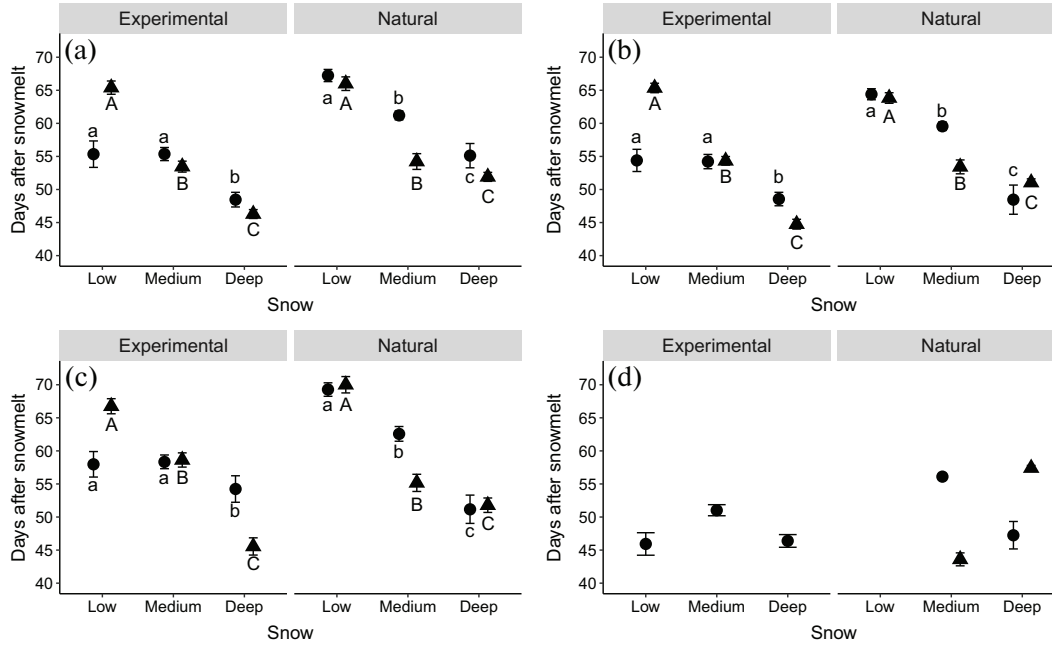 Experimental Natural
(a)
Days after snowmelt
70
65
60
55
50
45
40
a A a B b C
a A b B c C
Low Medium Deep Low Medium Deep
Snow
Experimental Natural
(b)
Days after snowmelt
70
65
60
55
50
45
40
a A a B b C
a A b B c C
Low Medium Deep Low Medium Deep
Snow
Experimental Natural
(c)
Days after snowmelt
70
65
60
55
50
45
40
a A a B b C
a A b B c C
Low Medium Deep Low Medium Deep
Snow
Experimental Natural
(d)
Days after snowmelt
70
65
60
55
50
45
40
Low Medium Deep Low Medium Deep
Snow